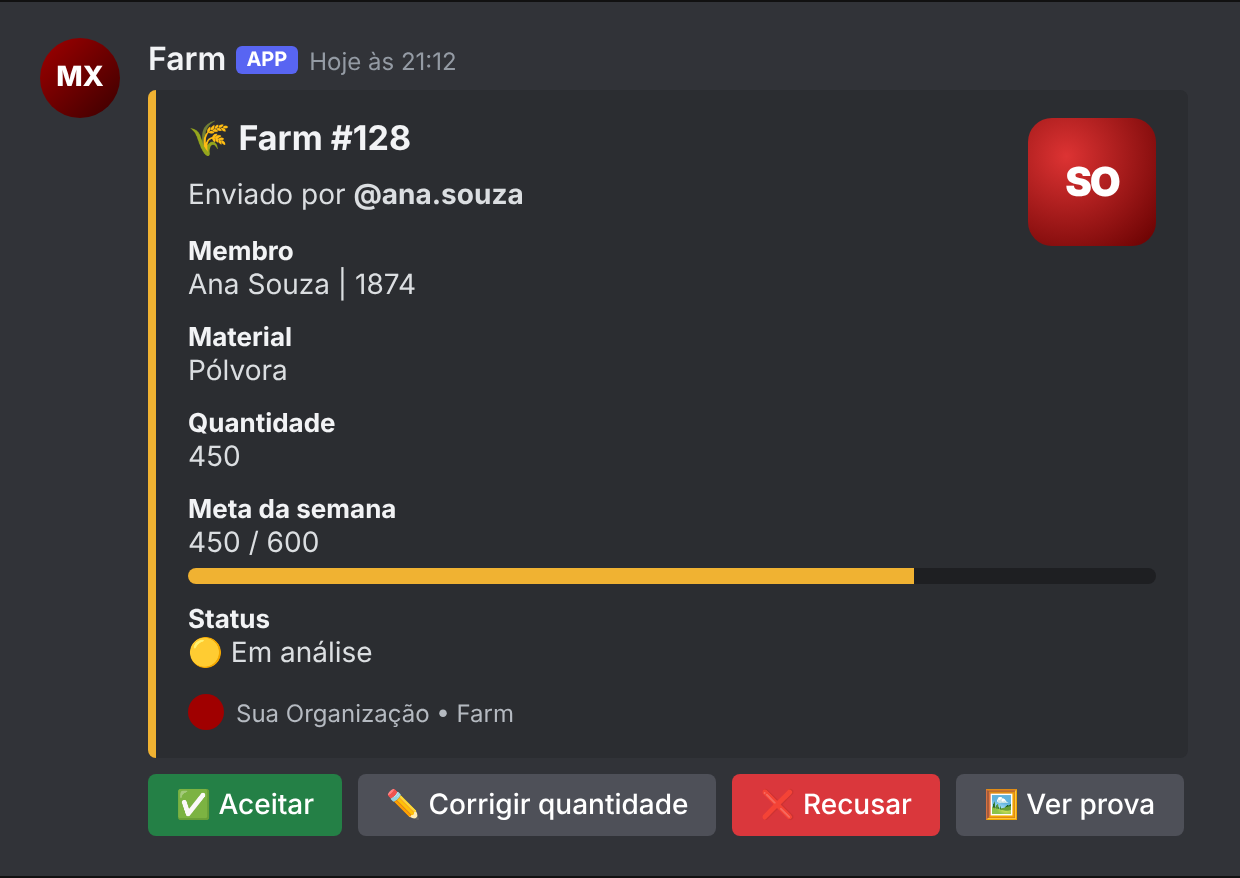 MX
Farm APP Hoje às 21:12
🌾 Farm #128
SO
Enviado por @ana.souza
Membro
Ana Souza | 1874
Material
Pólvora
Quantidade
450
Meta da semana
450 / 600
Status
🟡 Em análise
Sua Organização • Farm
✅ Aceitar
✏️ Corrigir quantidade
❌ Recusar
🖼️ Ver prova